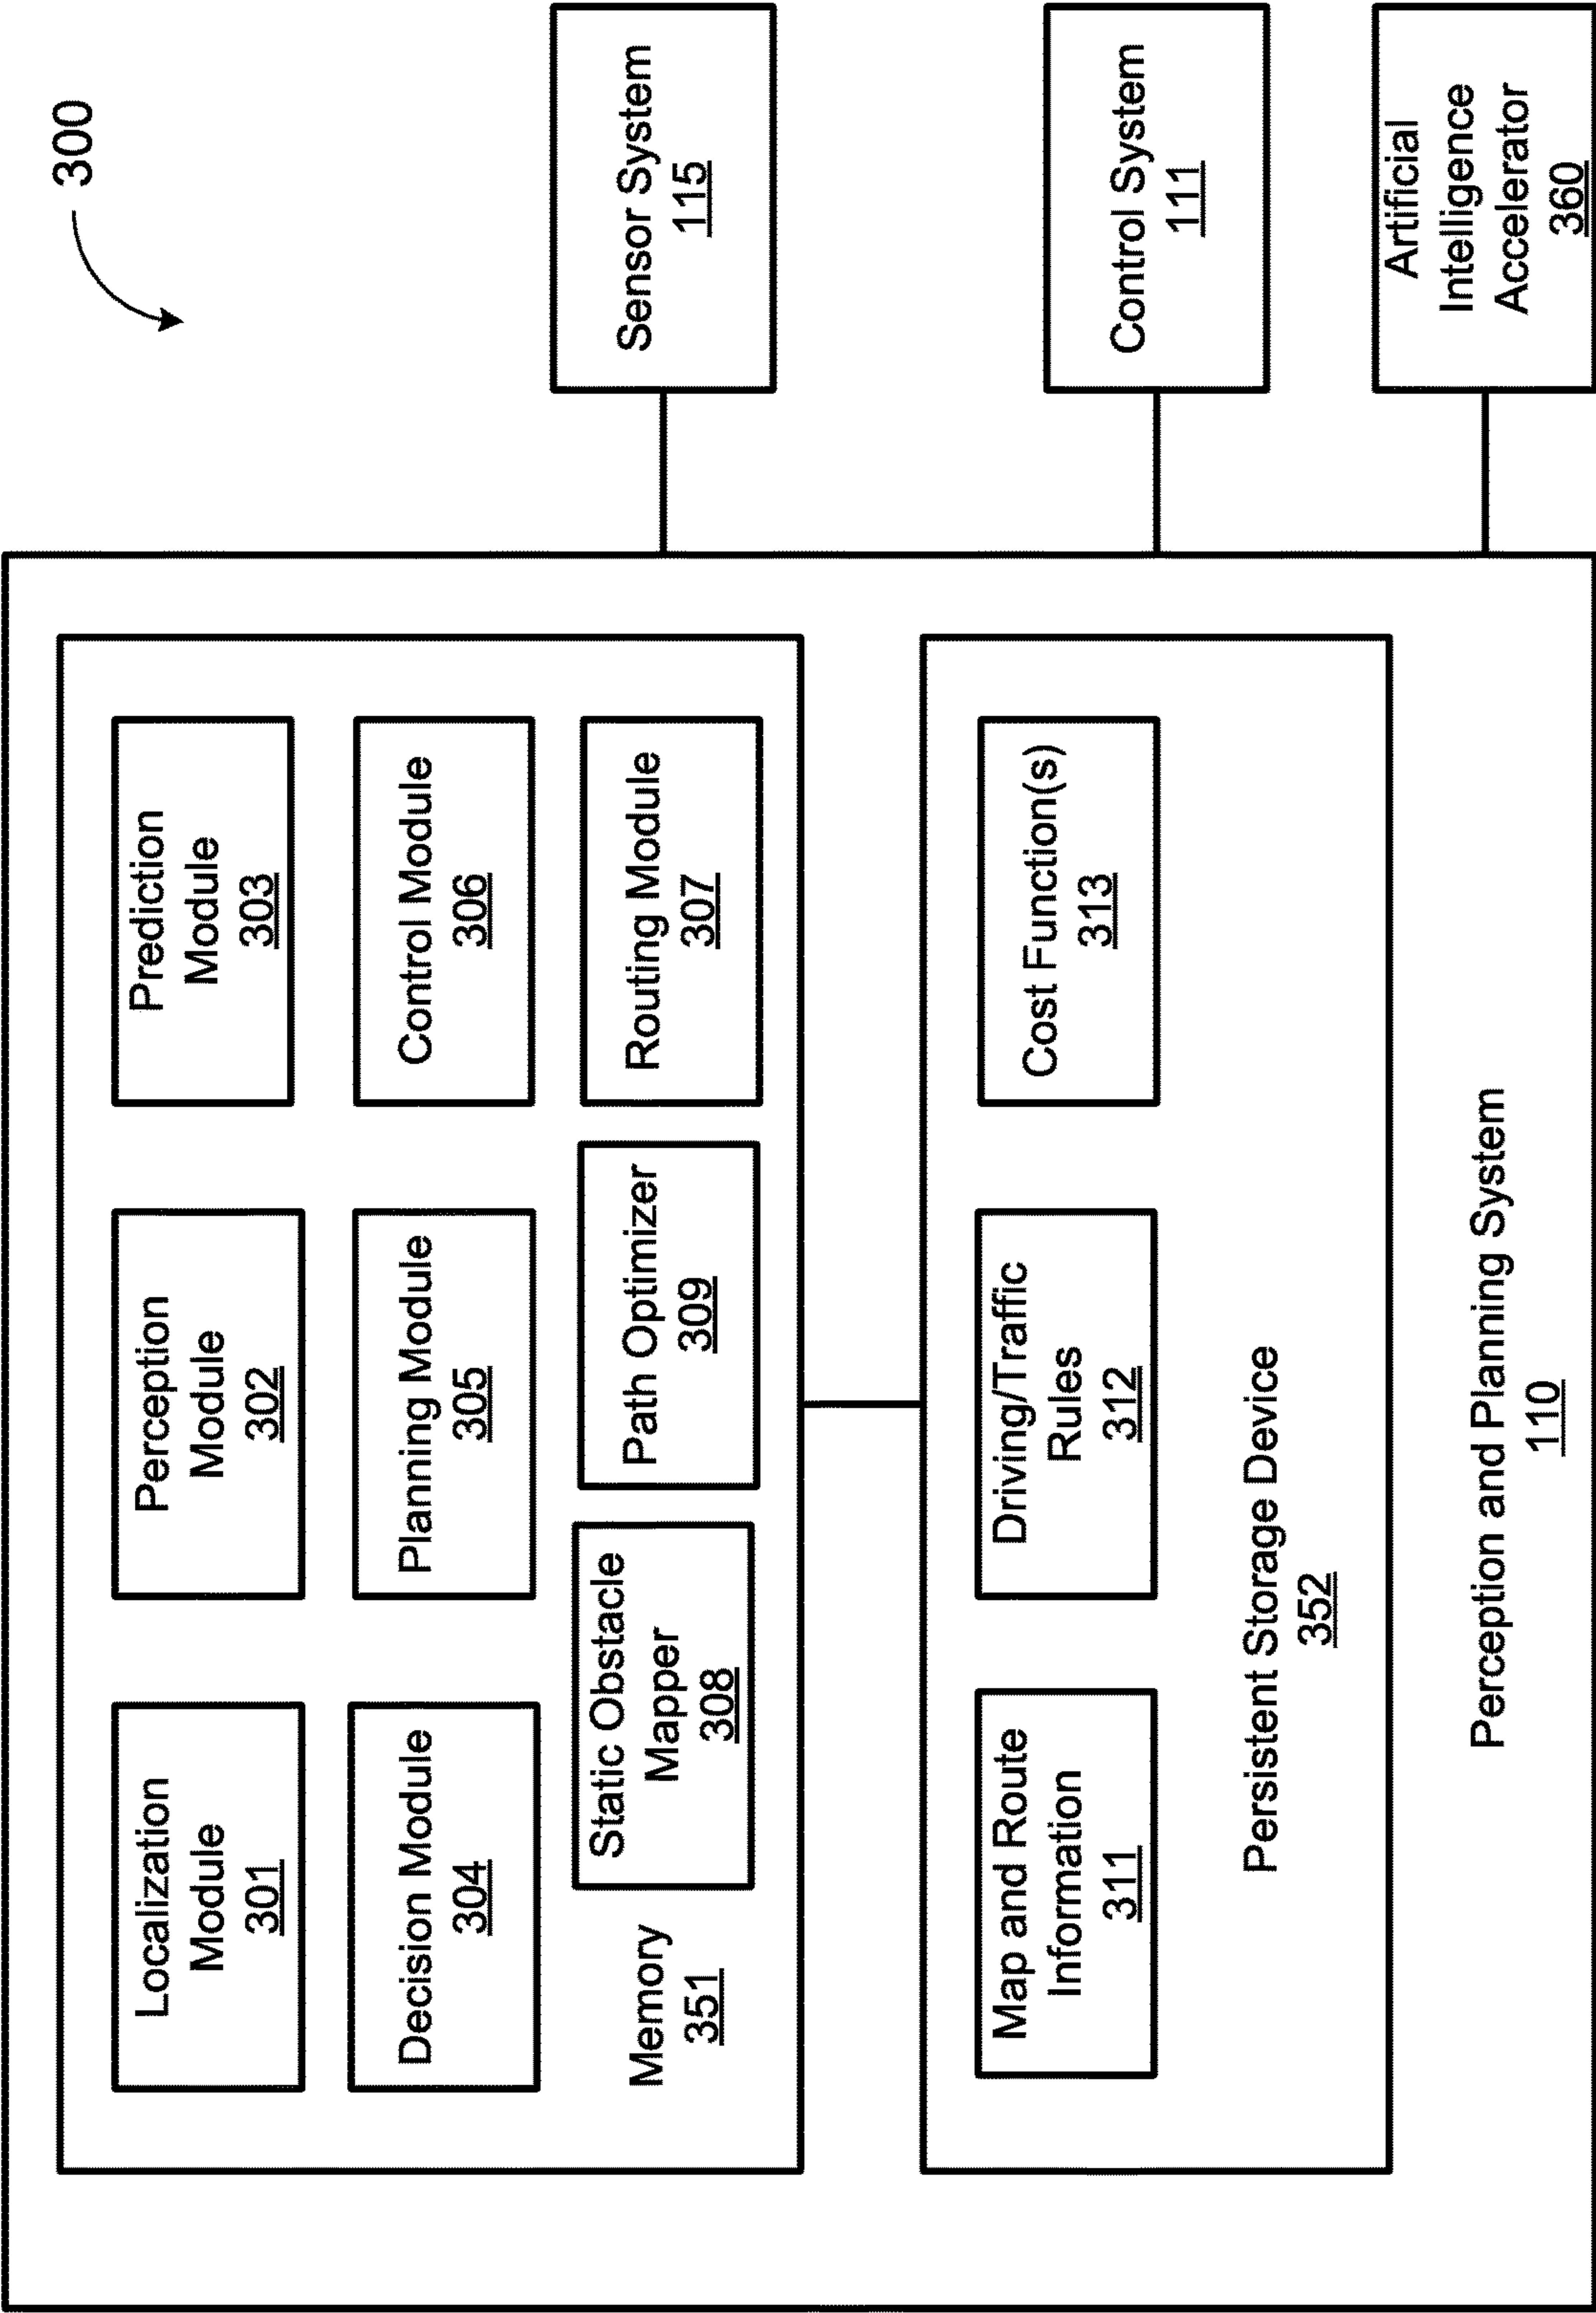 300
Localization
Module
301
Perception
Module
302
Prediction
Module
303
Decision Module
304
Planning Module
305
Control Module
306
Memory
351
Static Obstacle
Mapper
308
Path Optimizer
309
Routing Module
307
Map and Route
Information
311
Driving/Traffic
Rules
312
Cost Function(s)
313
Persistent Storage Device
352
Perception and Planning System
110
Sensor System
115
Control System
111
Artificial
Intelligence
Accelerator
360